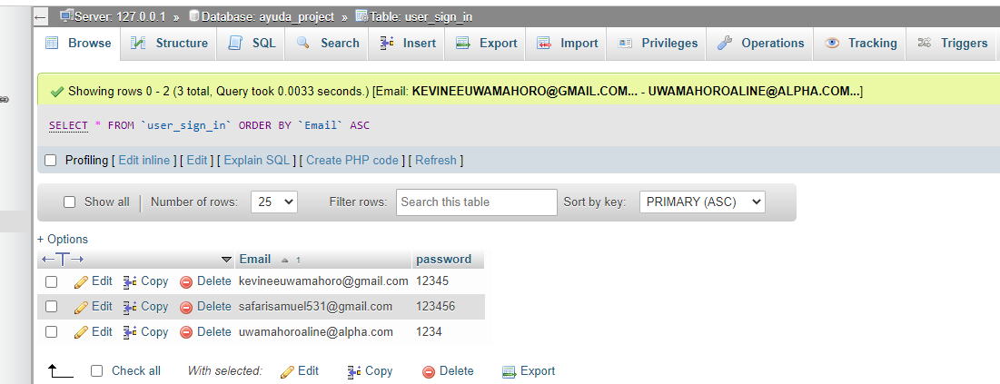 Server: 127.0.0.1 » Database: ayuda_project » Table: user_sign_in
Browse Structure SQL Search Insert Export Import Privileges Operations Tracking Triggers
Showing rows 0 - 2 (3 total, Query took 0.0033 seconds.) [Email: KEVINEEUWAMAHORO@GMAIL.COM... - UWAMAHOROALINE@ALPHA.COM...]
SELECT * FROM `user_sign_in` ORDER BY `Email` ASC
Profiling [ Edit inline ] [ Edit ] [ Explain SQL ] [ Create PHP code ] [ Refresh ]
Show all Number of rows: 25 Filter rows: Search this table Sort by key: PRIMARY (ASC)
+ Options
←T→ Email 1 password
Edit Copy Delete kevineeuwamahoro@gmail.com 12345
Edit Copy Delete safarisamuel531@gmail.com 123456
Edit Copy Delete uwamahoroaline@alpha.com 1234
Check all With selected: Edit Copy Delete Export